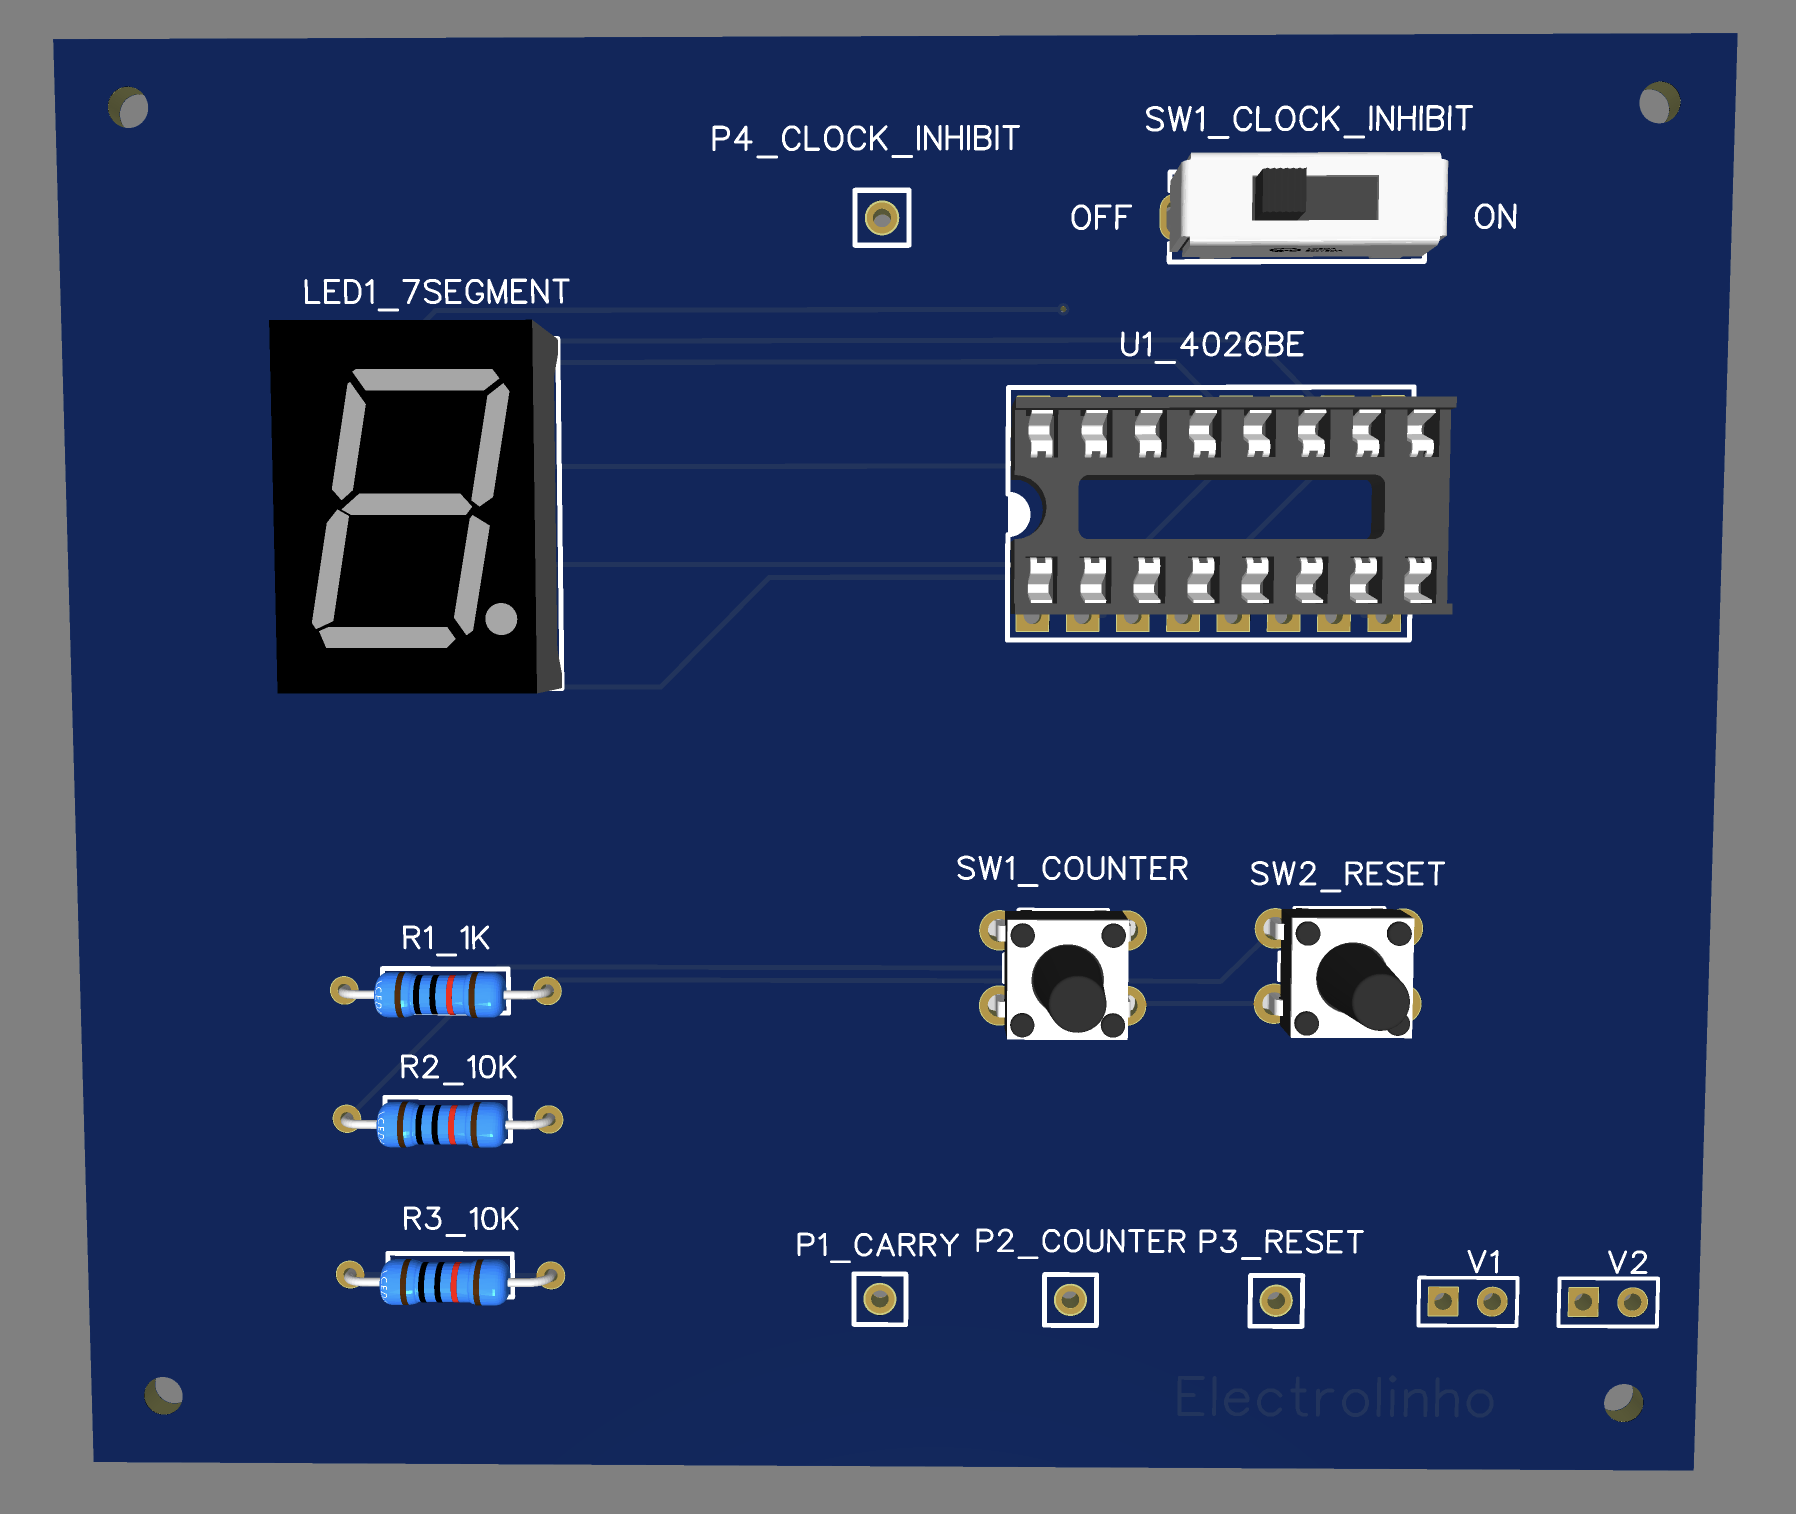 SW1_CLOCK_INHIBIT
P4_CLOCK_INHIBIT
OFF
ON
LED1_7SEGMENT
U1_4026BE
SW1_COUNTER
SW2_RESET
R1_1K
R2_10K
R3_10K
P1_CARRY
P2_COUNTER
P3_RESET
V1
V2
Electrolinho